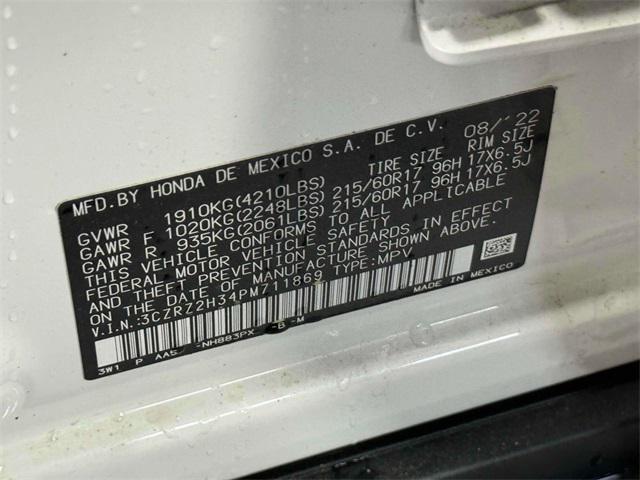 MFD.BY HONDA DE MEXICO S.A. DE C.V. 08/'22
GVWR 1910KG(4210LBS) TIRE SIZE RIM SIZE
GAWR F 1020KG(2248LBS) 215/60R17 96H 17X6.5J
GAWR R 935KG(2061LBS) 215/60R17 96H 17X6.5J
THIS VEHICLE CONFORMS TO ALL APPLICABLE
FEDERAL MOTOR VEHICLE SAFETY
AND THEFT PREVENTION STANDARDS IN EFFECT
ON THE DATE OF MANUFACTURE SHOWN ABOVE.
V.I.N.:3CZRZ2H34PM711869 TYPE:MPV
MADE IN MEXICO
3W1 P AA5 -NH883PX -B -M